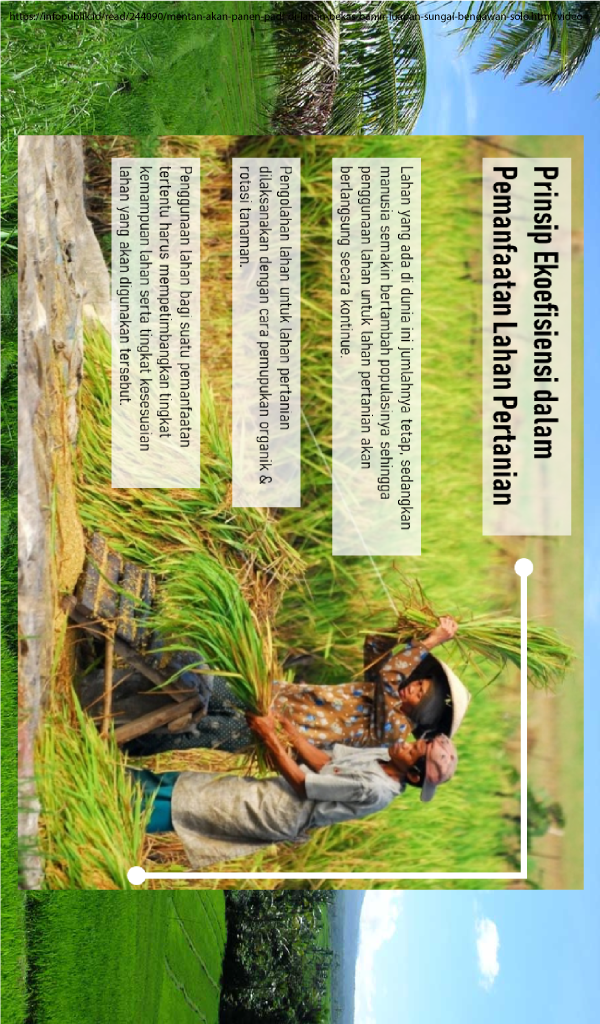 https://infopublik.id/read/244090/mentan-akan-panen-padi-di-lahan-bekas-banjir-luapan-sungai-bengawan-solo.html?video=
Prinsip Ekoefisiensi dalam
Pemanfaatan Lahan Pertanian
Lahan yang ada di dunia ini jumlahnya tetap, sedangkan
manusia semakin bertambah populasinya sehingga
penggunaan lahan untuk lahan pertanian akan
berlangsung secara kontinue.
Pengolahan lahan untuk lahan pertanian
dilaksanakan dengan cara pemupukan organik &
rotasi tanaman.
Penggunaan lahan bagi suatu pemanfaatan
tertentu harus mempetimbangkan tingkat
kemampuan lahan serta tingkat kesesuaian
lahan yang akan digunakan tersebut.